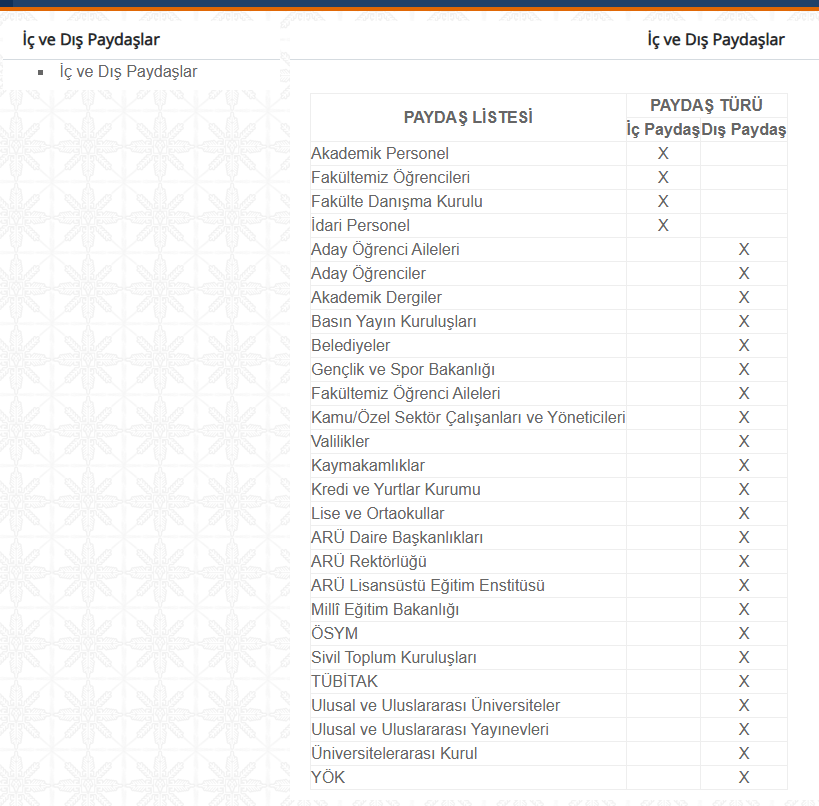 İç ve Dış Paydaşlar
İç ve Dış Paydaşlar
İç ve Dış Paydaşlar
PAYDAŞ LİSTESİ PAYDAŞ TÜRÜ
İç Paydaş Dış Paydaş
Akademik Personel X
Fakültemiz Öğrencileri X
Fakülte Danışma Kurulu X
İdari Personel X
Aday Öğrenci Aileleri X
Aday Öğrenciler X
Akademik Dergiler X
Basın Yayın Kuruluşları X
Belediyeler X
Gençlik ve Spor Bakanlığı X
Fakültemiz Öğrenci Aileleri X
Kamu/Özel Sektör Çalışanları ve Yöneticileri X
Valilikler X
Kaymakamlıklar X
Kredi ve Yurtlar Kurumu X
Lise ve Ortaokullar X
ARÜ Daire Başkanlıkları X
ARÜ Rektörlüğü X
ARÜ Lisansüstü Eğitim Enstitüsü X
Millî Eğitim Bakanlığı X
ÖSYM X
Sivil Toplum Kuruluşları X
TÜBİTAK X
Ulusal ve Uluslararası Üniversiteler X
Ulusal ve Uluslararası Yayınevleri X
Üniversitelerarası Kurul X
YÖK X